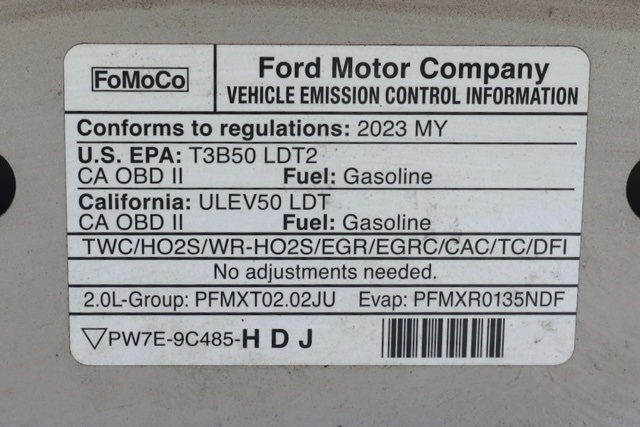 FoMoCo
Ford Motor Company
VEHICLE EMISSION CONTROL INFORMATION
Conforms to regulations: 2023 MY
U.S. EPA: T3B50 LDT2
CA OBD II Fuel: Gasoline
California: ULEV50 LDT
CA OBD II Fuel: Gasoline
TWC/HO2S/WR-HO2S/EGR/EGRC/CAC/TC/DFI
No adjustments needed.
2.0L-Group: PFMXT02.02JU Evap: PFMXR0135NDF
▽PW7E-9C485-H D J